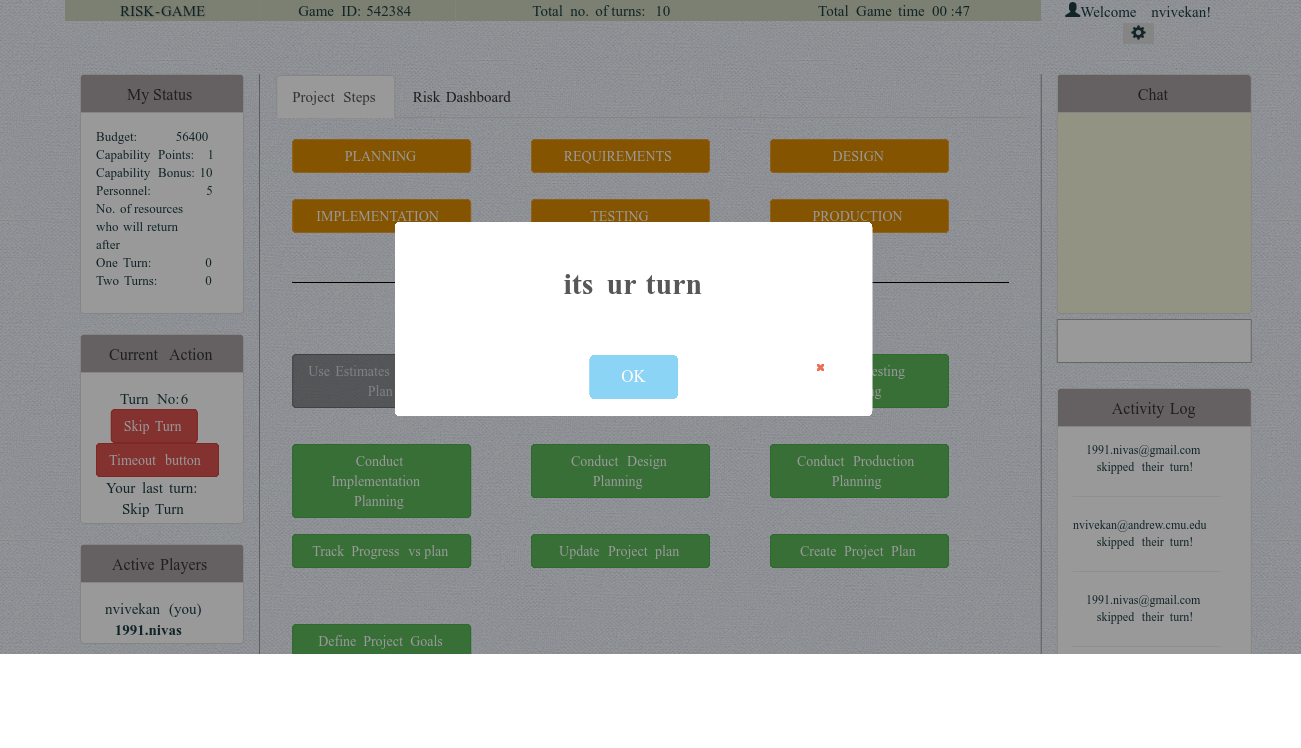 RISK-GAME Game ID: 542384 Total no. of turns: 10 Total Game time 00 :47 Welcome nvivekan!
My Status
Budget: 56400
Capability Points: 1
Capability Bonus: 10
Personnel: 5
No. of resources
who will return
after
One Turn: 0
Two Turns: 0
Current Action
Turn No:6
Skip Turn
Timeout button
Your last turn:
Skip Turn
Active Players
nvivekan (you)
1991.nivas
Project Steps Risk Dashboard
PLANNING REQUIREMENTS DESIGN
IMPLEMENTATION TESTING PRODUCTION
its ur turn
OK
Use Estimates
Plan
Conduct
Implementation
Planning
Conduct Design
Planning
Conduct Production
Planning
Track Progress vs plan Update Project plan Create Project Plan
Define Project Goals
Chat
Activity Log
1991.nivas@gmail.com
skipped their turn!
nvivekan@andrew.cmu.edu
skipped their turn!
1991.nivas@gmail.com
skipped their turn!